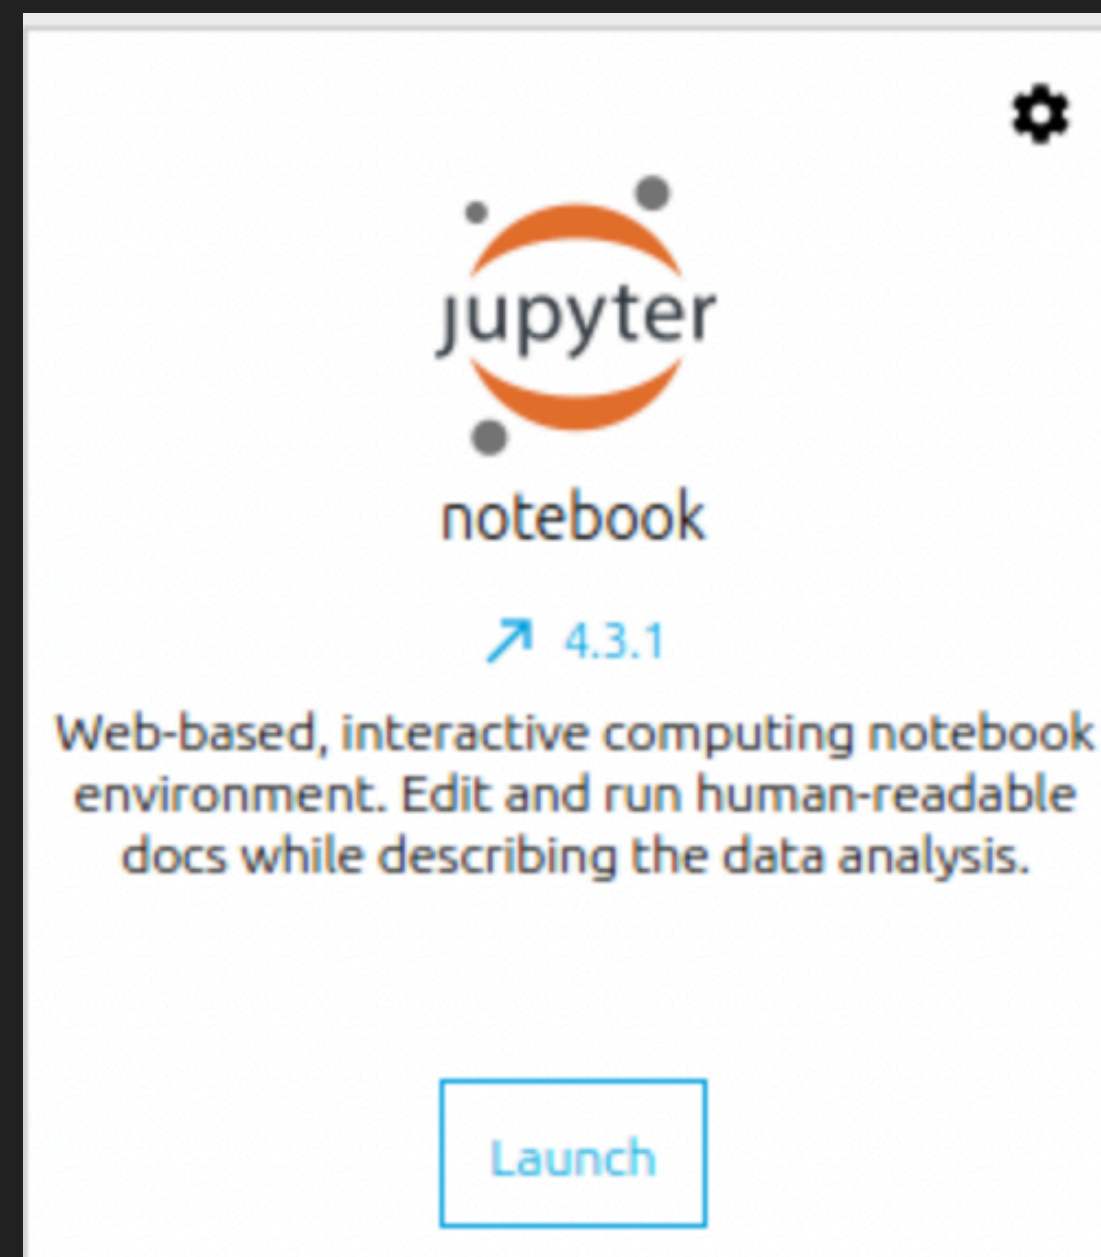 jupyter
notebook
4.3.1
Web-based, interactive computing notebook
environment. Edit and run human-readable
docs while describing the data analysis.
Launch